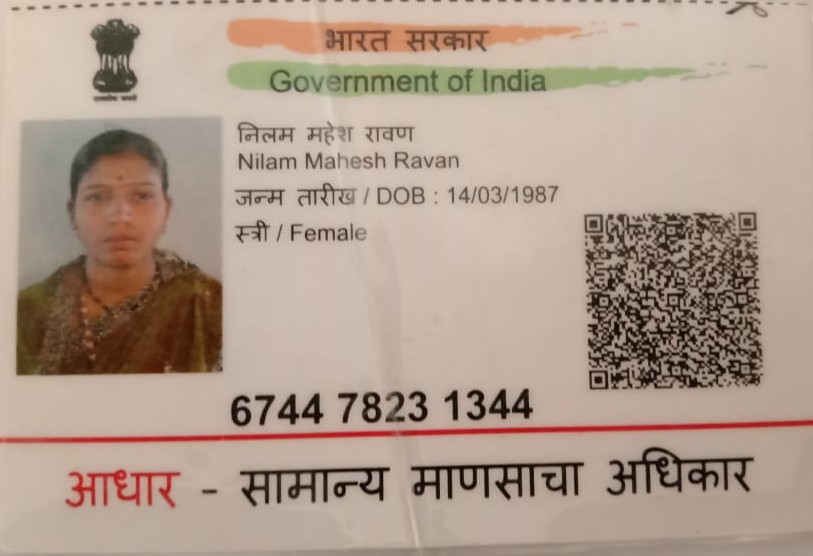 भारत सरकार
Government of India
निलम महेश रावण
Nilam Mahesh Ravan
जन्म तारीख / DOB : 14/03/1987
स्त्री / Female
6744 7823 1344
आधार - सामान्य माणसाचा अधिकार